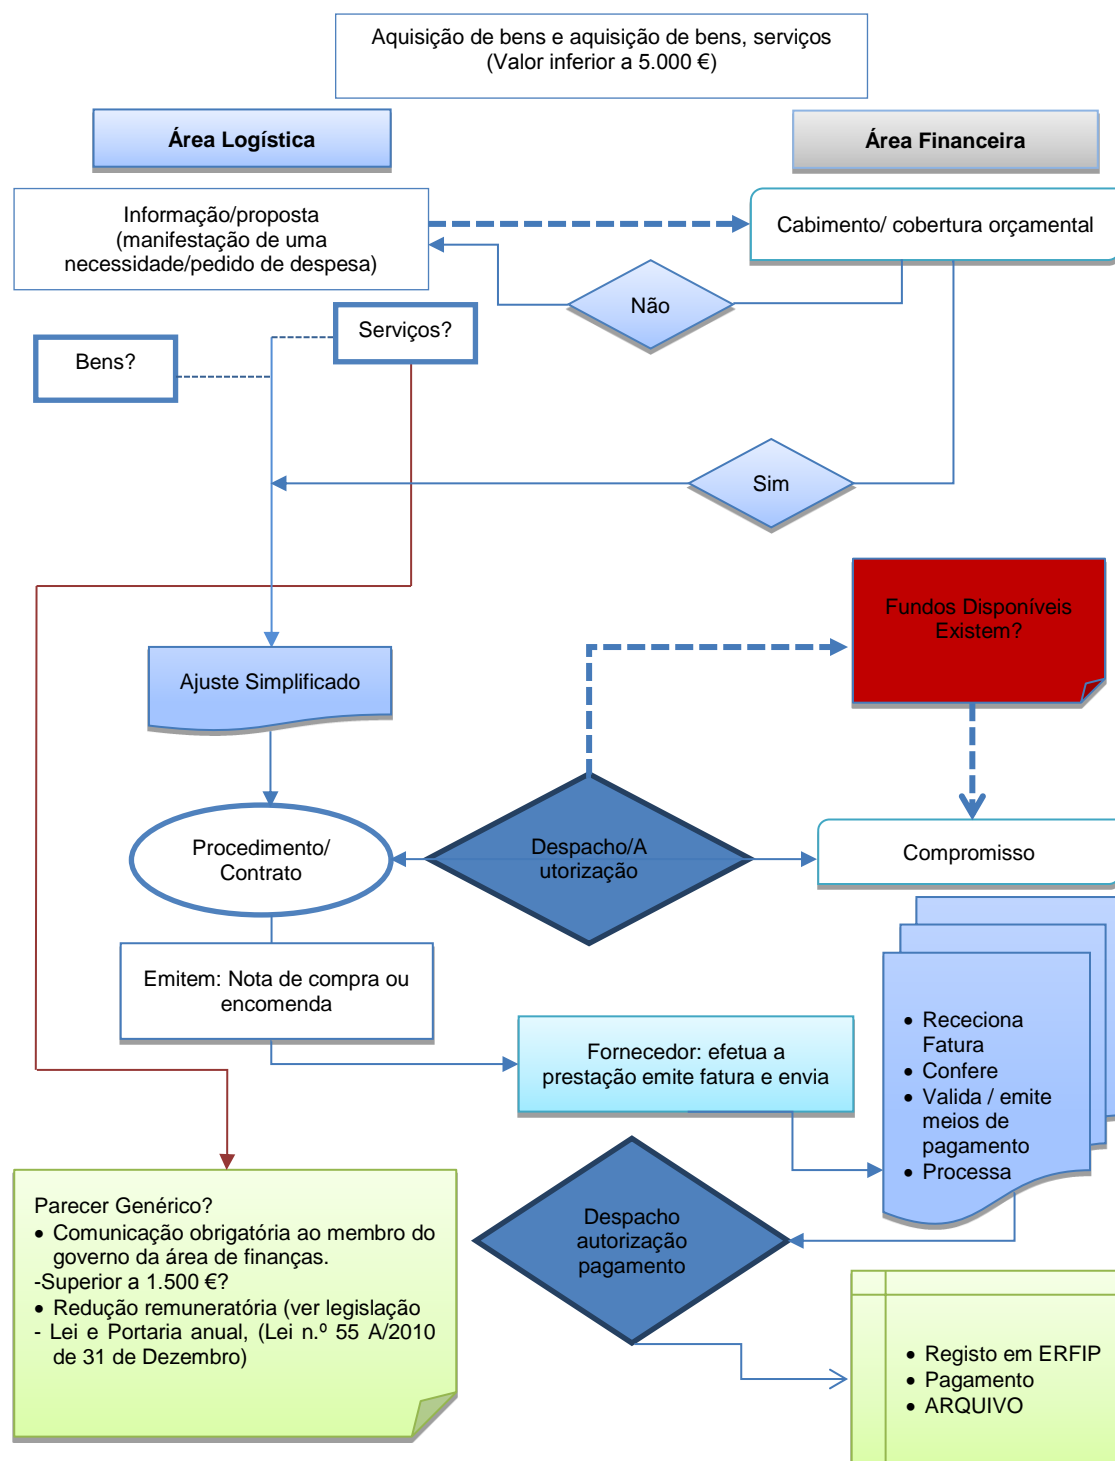 Aquisição de bens e aquisição de bens, serviços
(Valor inferior a 5.000 €)
Área Logística
Área Financeira
Informação/proposta
(manifestação de uma
necessidade/pedido de despesa)
Cabimento/ cobertura orçamental
Não
Serviços?
Bens?
Sim
Fundos Disponíveis
Existem?
Ajuste Simplificado
Procedimento/
Contrato
Despacho/A
utorização
Compromisso
Emitem: Nota de compra ou
encomenda
Fornecedor: efetua a
prestação emite fatura e envia
• Receciona
Fatura
• Confere
• Valida / emite
meios de
pagamento
• Processa
Parecer Genérico?
• Comunicação obrigatória ao membro do
governo da área de finanças.
-Superior a 1.500 €?
• Redução remuneratória (ver legislação
- Lei e Portaria anual, (Lei n.º 55 A/2010
de 31 de Dezembro)
Despacho
autorização
pagamento
• Registo em ERFIP
• Pagamento
• ARQUIVO